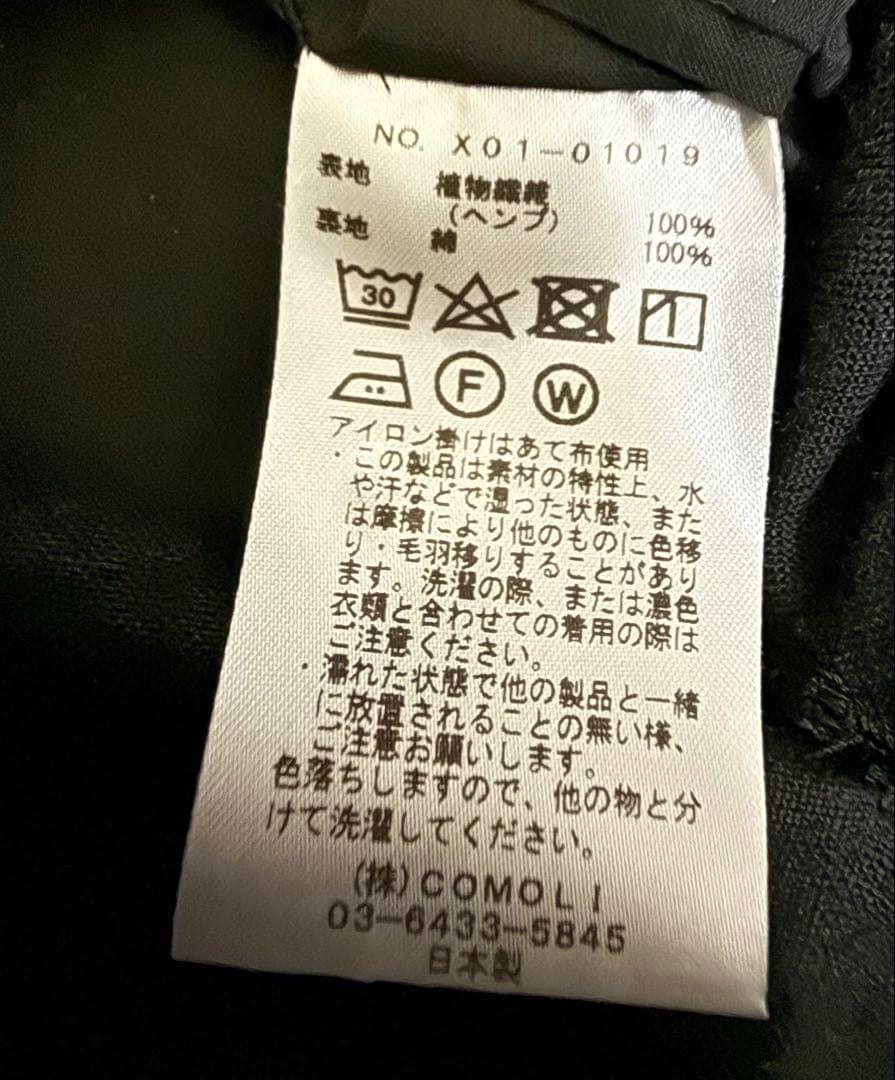 NO. X01-01019
表地 植物繊維
(ヘンプ) 100%
裏地 綿 100%
30
F W
アイロン掛けはあて布使用
・この製品は素材の特性上、水
や汗などで湿った状態、また
は摩擦により他のものに色移
り・毛羽移りすることがあり
ます。洗濯の際、または濃色
衣類と合わせての着用の際は
ご注意ください。
・濡れた状態で他の製品と一緒
に放置されることの無い様、
ご注意お願いします。
色落ちしますので、他の物と分
けて洗濯してください。
(株)COMOLI
03-6433-5845
日本製